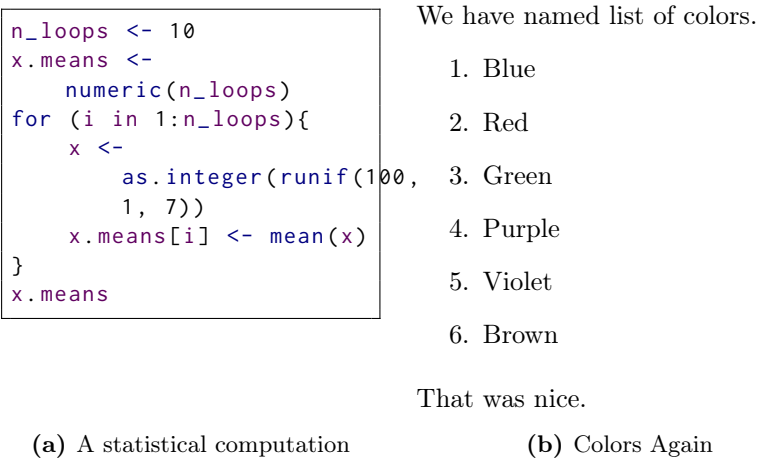 n_loops <- 10
x.means <-
    numeric(n_loops)
for (i in 1:n_loops){
    x <-
        as.integer(runif(100,
        1, 7))
    x.means[i] <- mean(x)
}
x.means
(a) A statistical computation
We have named list of colors.
1. Blue
2. Red
3. Green
4. Purple
5. Violet
6. Brown
That was nice.
(b) Colors Again